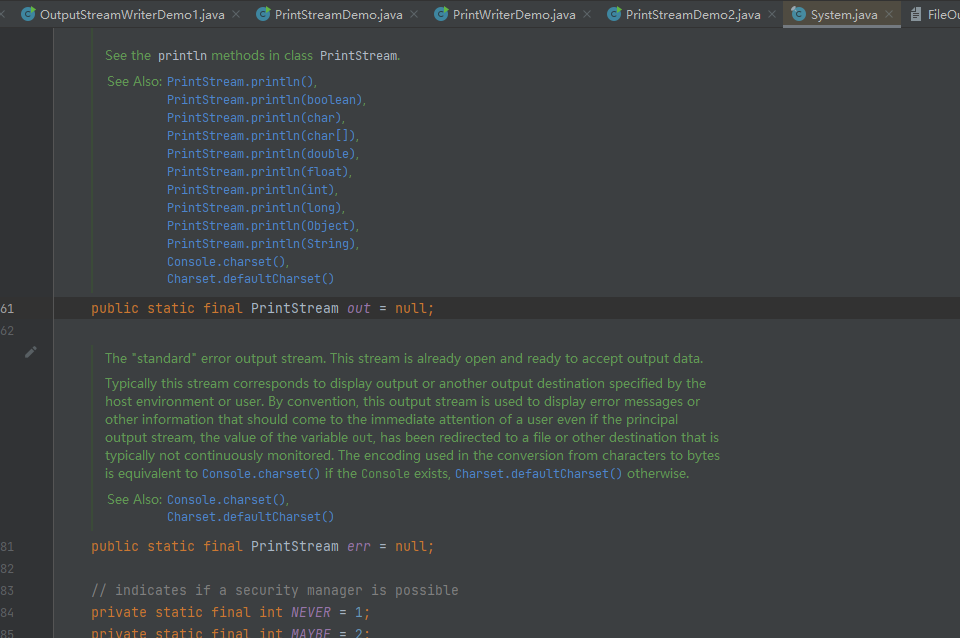 OutputStreamWriterDemo1.java PrintStreamDemo.java PrintWriterDemo.java PrintStreamDemo2.java System.java
See the println methods in class PrintStream.
See Also: PrintStream.println(),
PrintStream.println(boolean),
PrintStream.println(char),
PrintStream.println(char[]),
PrintStream.println(double),
PrintStream.println(float),
PrintStream.println(int),
PrintStream.println(long),
PrintStream.println(Object),
PrintStream.println(String),
Console.charset(),
Charset.defaultCharset()
61 public static final PrintStream out = null;
62
The "standard" error output stream. This stream is already open and ready to accept output data.
Typically this stream corresponds to display output or another output destination specified by the
host environment or user. By convention, this output stream is used to display error messages or
other information that should come to the immediate attention of a user even if the principal
output stream, the value of the variable out, has been redirected to a file or other destination that is
typically not continuously monitored. The encoding used in the conversion from characters to bytes
is equivalent to Console.charset() if the Console exists, Charset.defaultCharset() otherwise.
See Also: Console.charset(),
Charset.defaultCharset()
81 public static final PrintStream err = null;
82
83 // indicates if a security manager is possible
84 private static final int NEVER = 1;
85 private static final int MAYBE = 2;